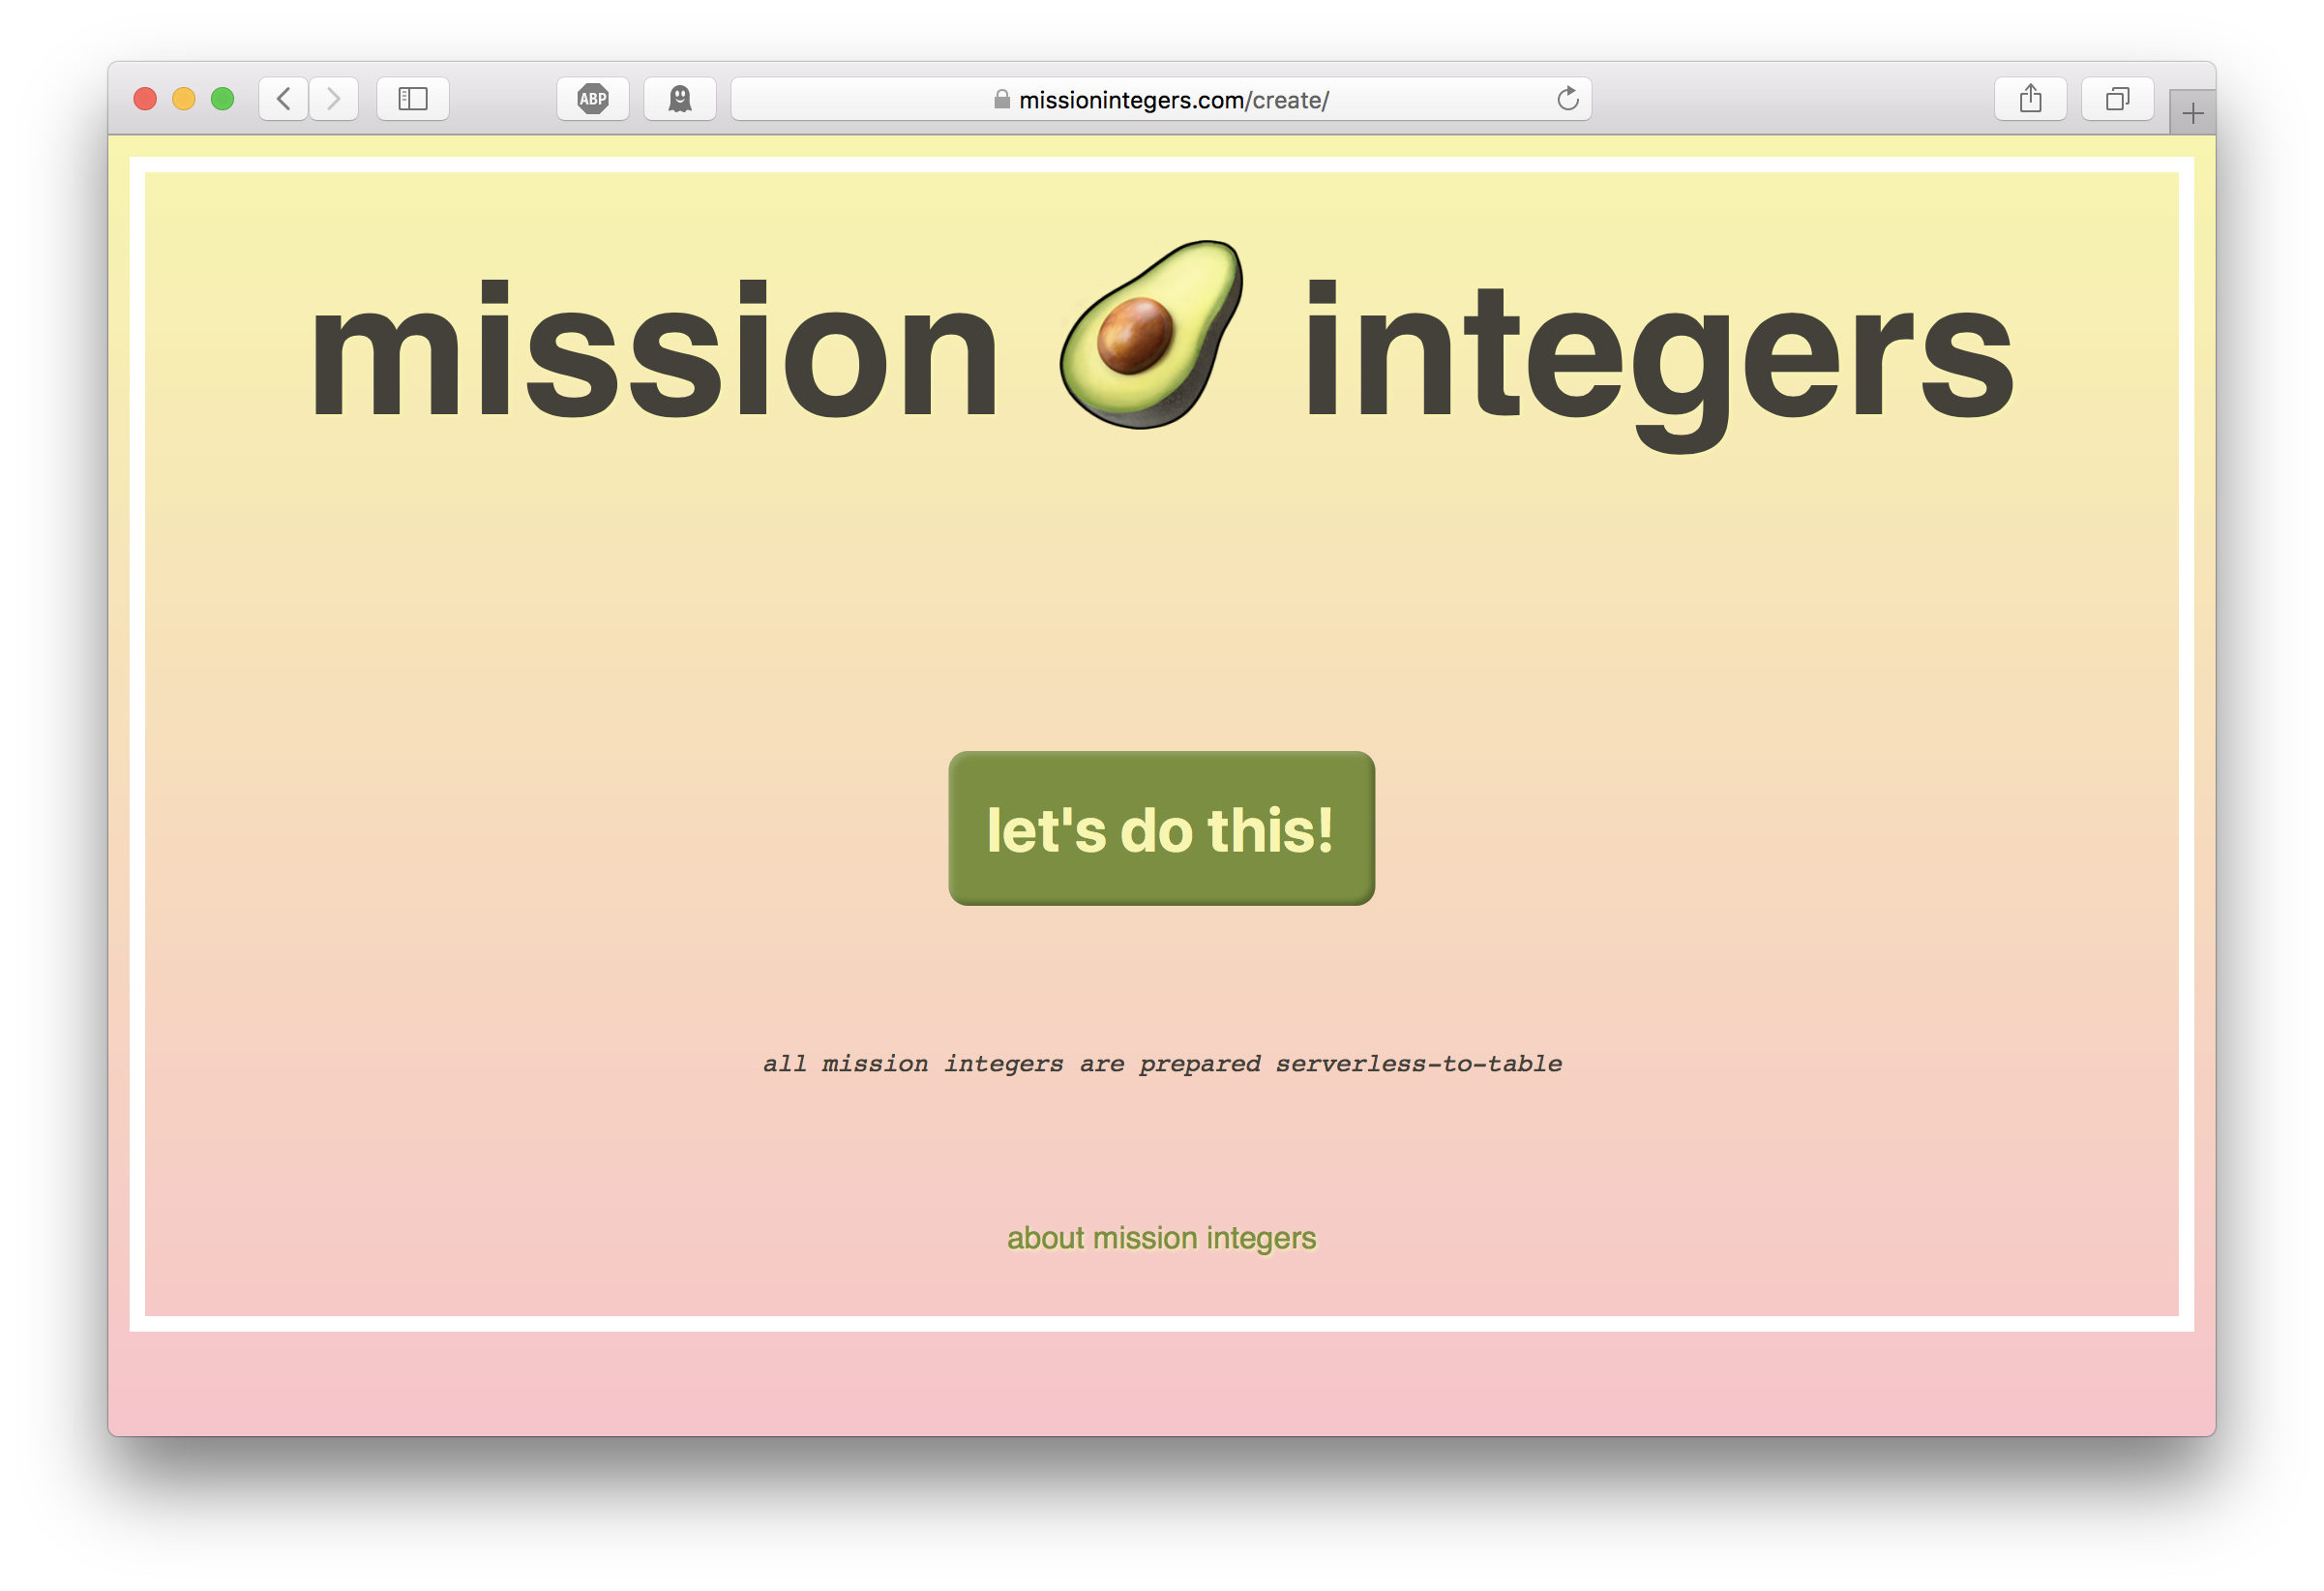 ABP
missionintegers.com/create/
mission 🥑 integers
let's do this!
all mission integers are prepared serverless-to-table
about mission integers